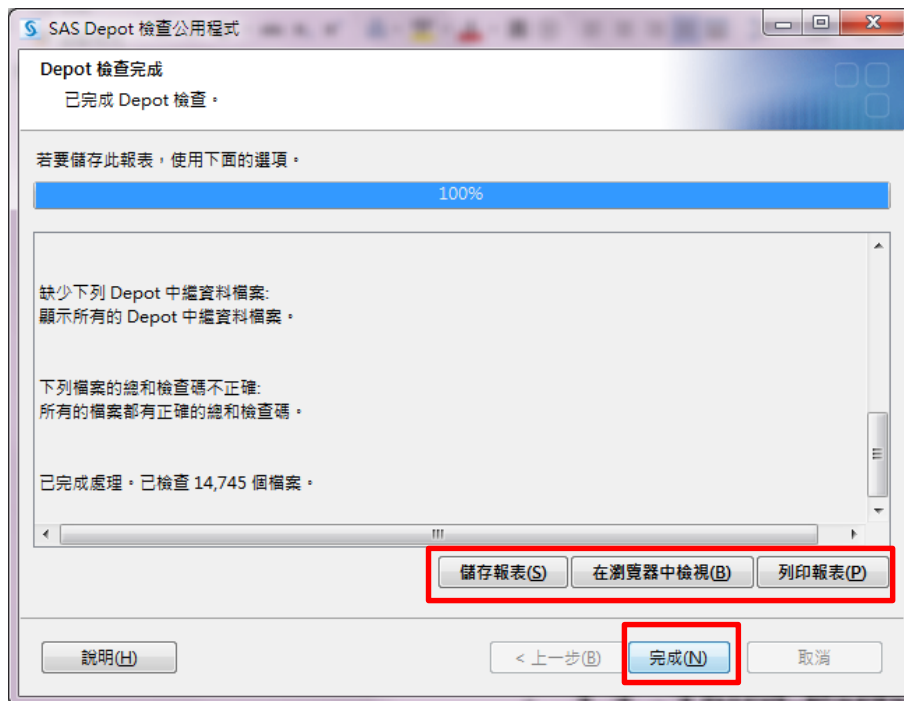 SAS Depot 檢查公用程式
Depot 檢查完成
已完成 Depot 檢查。
若要儲存此報表，使用下面的選項。
100%
缺少下列 Depot 中繼資料檔案:
顯示所有的 Depot 中繼資料檔案。
下列檔案的總和檢查碼不正確:
所有的檔案都有正確的總和檢查碼。
已完成處理。已檢查 14,745 個檔案。
儲存報表(S) 在瀏覽器中檢視(B) 列印報表(P)
說明(H) < 上一步(B) 完成(N) 取消